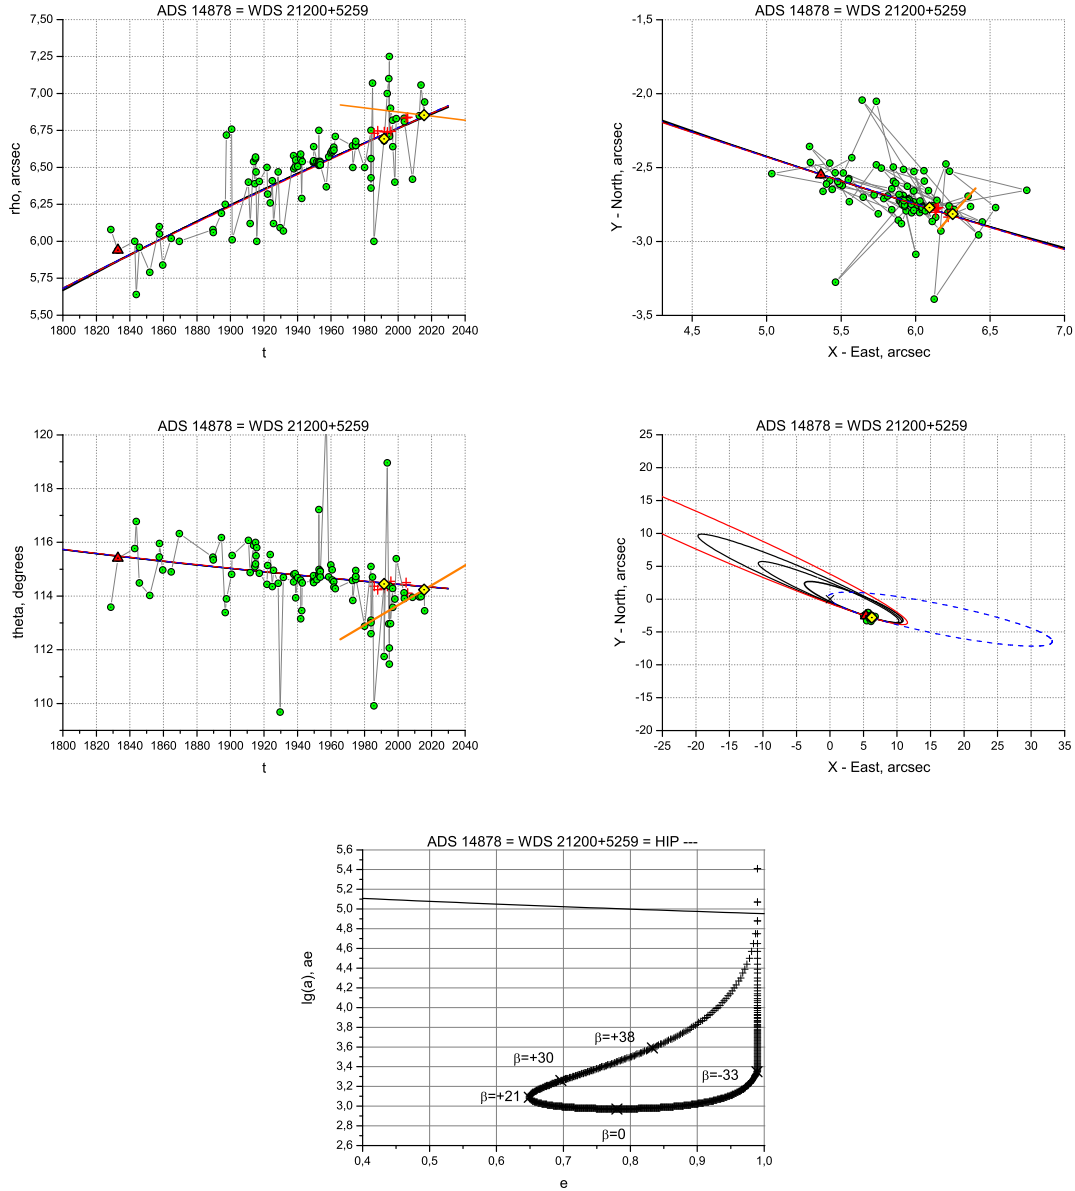 ADS 14878 = WDS 21200+5259
7,50
7,25
7,00
6,75
6,50
6,25
6,00
5,75
5,50
rho, arcsec
1800 1820 1840 1860 1880 1900 1920 1940 1960 1980 2000 2020 2040
t
ADS 14878 = WDS 21200+5259
-1,5
-2,0
-2,5
-3,0
-3,5
Y - North, arcsec
4,5 5,0 5,5 6,0 6,5 7,0
X - East, arcsec
ADS 14878 = WDS 21200+5259
120
118
116
114
112
110
theta, degrees
1800 1820 1840 1860 1880 1900 1920 1940 1960 1980 2000 2020 2040
t
ADS 14878 = WDS 21200+5259
25
20
15
10
5
0
-5
-10
-15
-20
Y - North, arcsec
-25 -20 -15 -10 -5 0 5 10 15 20 25 30 35
X - East, arcsec
ADS 14878 = WDS 21200+5259 = HIP ---
5,6
5,4
5,2
5,0
4,8
4,6
4,4
4,2
4,0
3,8
3,6
3,4
3,2
3,0
2,8
2,6
lg(a), ae
β=+38
β=+30
β=-33
β=+21
β=0
0,4 0,5 0,6 0,7 0,8 0,9 1,0
e